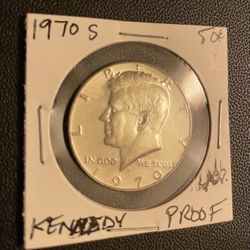 1970 S 50¢
LIBERTY
IN GOD WE TRUST
1970
KENNEDY PROOF